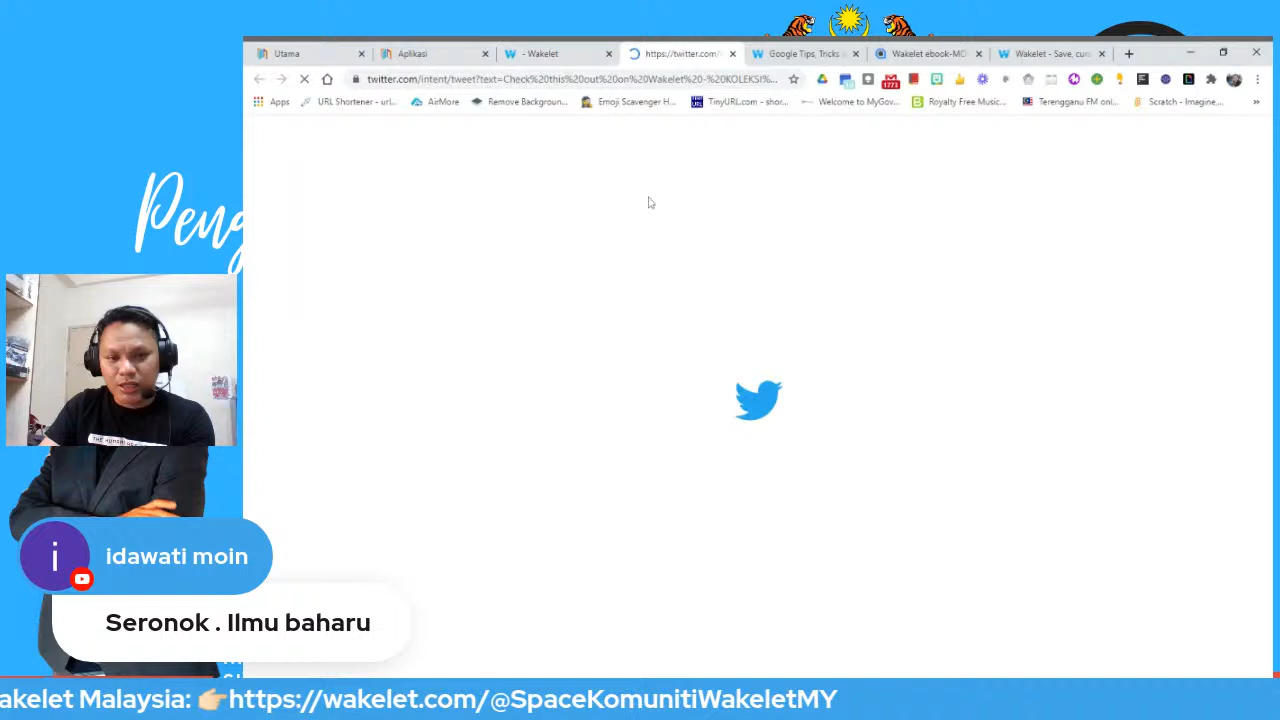 Utama
Aplikasi
- Wakelet
https://twitter.com/
Google Tips, Tricks
Wakelet ebook-MO
Wakelet - Save, cur
twitter.com/intent/tweet?text=Check%20this%20out%20on%20Wakelet%20-%20KOLEKSI%...
1773
Apps
URL Shortener - url...
AirMore
Remove Backgroun...
Emoji Scavenger H...
TinyURL.com - shor...
Welcome to MyGov...
Royalty Free Music...
Terengganu FM onl...
Scratch - Imagine,...
Peng
i
idawati moin
Seronok . Ilmu baharu
akelet Malaysia: 👉🏻https://wakelet.com/@SpaceKomunitiWakeletMY